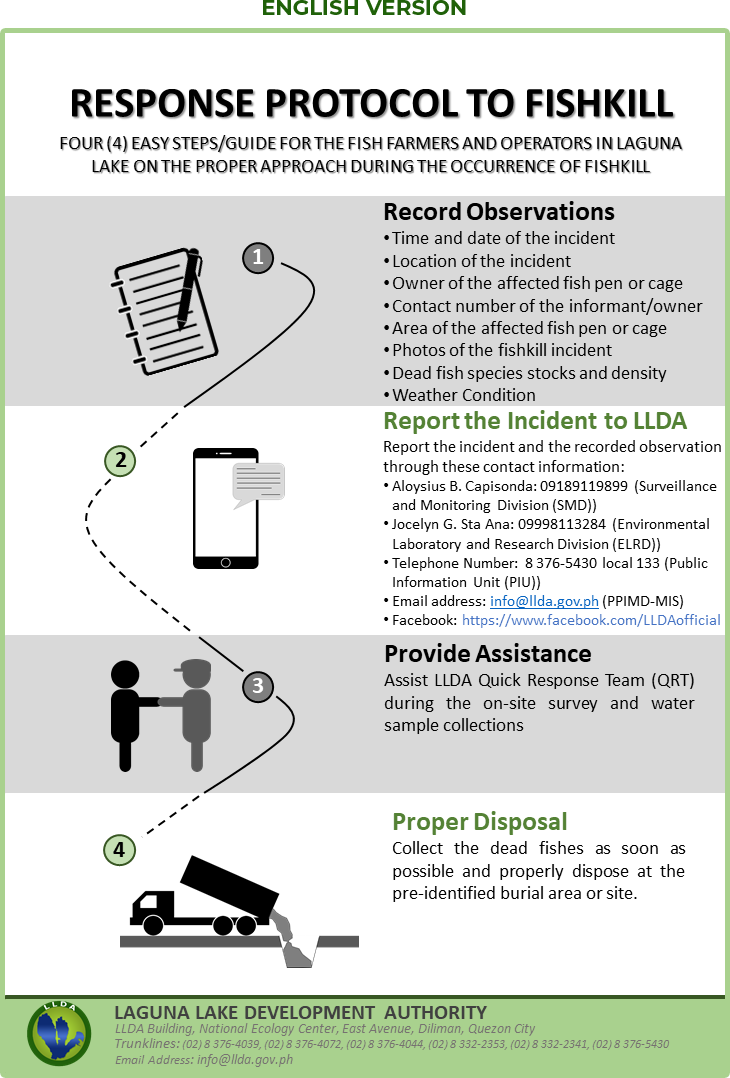 ENGLISH VERSION
RESPONSE PROTOCOL TO FISHKILL
FOUR (4) EASY STEPS/GUIDE FOR THE FISH FARMERS AND OPERATORS IN LAGUNA
LAKE ON THE PROPER APPROACH DURING THE OCCURRENCE OF FISHKILL
1
Record Observations
• Time and date of the incident
• Location of the incident
• Owner of the affected fish pen or cage
• Contact number of the informant/owner
• Area of the affected fish pen or cage
• Photos of the fishkill incident
• Dead fish species stocks and density
• Weather Condition
2
Report the Incident to LLDA
Report the incident and the recorded observation
through these contact information:
• Aloysius B. Capisonda: 09189119899 (Surveillance
and Monitoring Division (SMD))
• Jocelyn G. Sta Ana: 09998113284 (Environmental
Laboratory and Research Division (ELRD))
• Telephone Number: 8 376-5430 local 133 (Public
Information Unit (PIU))
• Email address: info@llda.gov.ph (PPIMD-MIS)
• Facebook: https://www.facebook.com/LLDAofficial
3
Provide Assistance
Assist LLDA Quick Response Team (QRT)
during the on-site survey and water
sample collections
4
Proper Disposal
Collect the dead fishes as soon as
possible and properly dispose at the
pre-identified burial area or site.
LLDA
LAGUNA LAKE DEVELOPMENT AUTHORITY
LLDA Building, National Ecology Center, East Avenue, Diliman, Quezon City
Trunklines: (02) 8 376-4039, (02) 8 376-4072, (02) 8 376-4044, (02) 8 332-2353, (02) 8 332-2341, (02) 8 376-5430
Email Address: info@llda.gov.ph